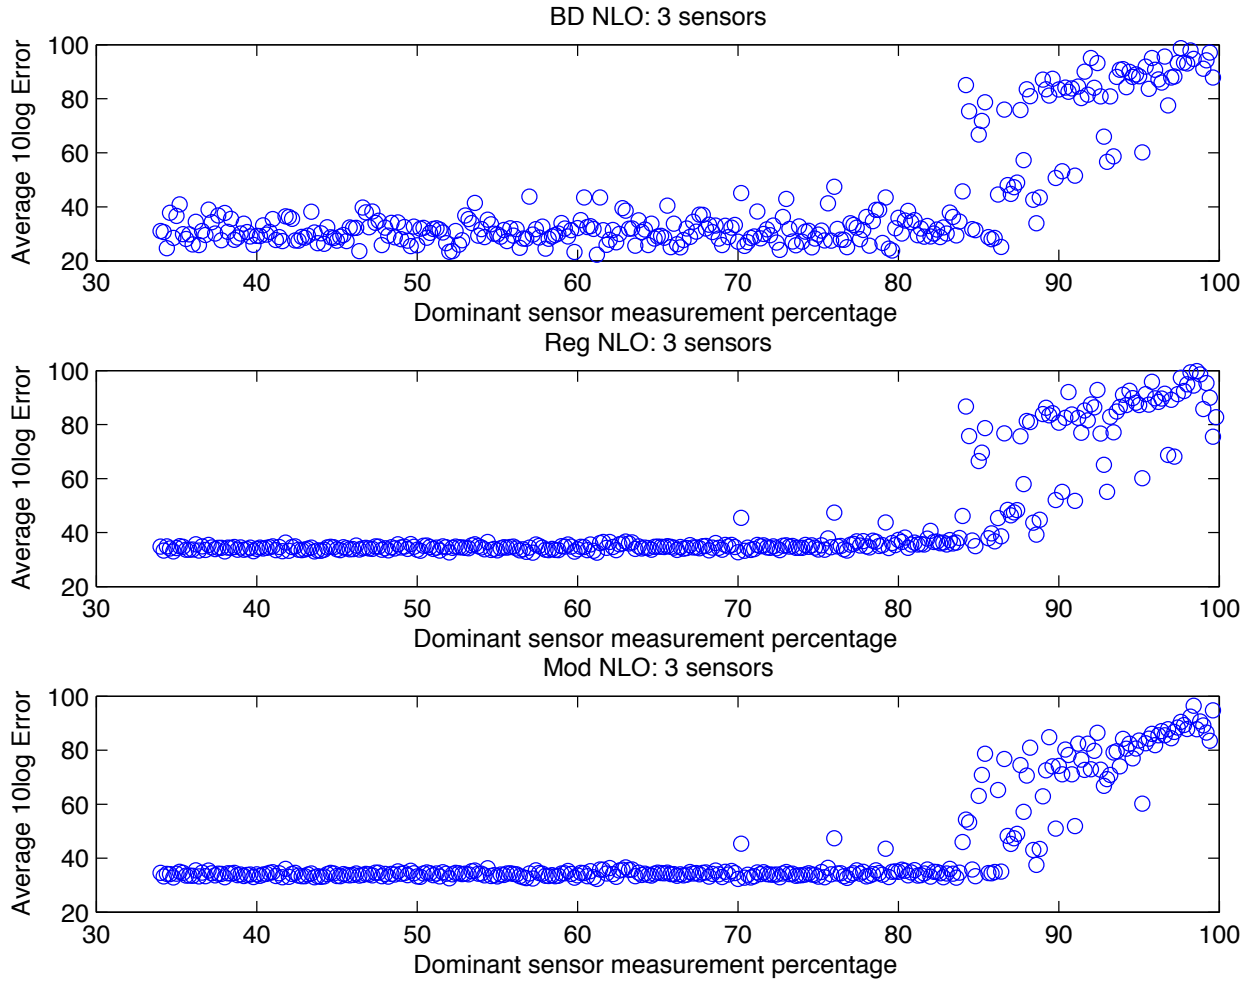 BD NLO: 3 sensors
100
80
60
40
20
Average 10log Error
30 40 50 60 70 80 90 100
Dominant sensor measurement percentage
Reg NLO: 3 sensors
100
80
60
40
20
Average 10log Error
30 40 50 60 70 80 90 100
Dominant sensor measurement percentage
Mod NLO: 3 sensors
100
80
60
40
20
Average 10log Error
30 40 50 60 70 80 90 100
Dominant sensor measurement percentage